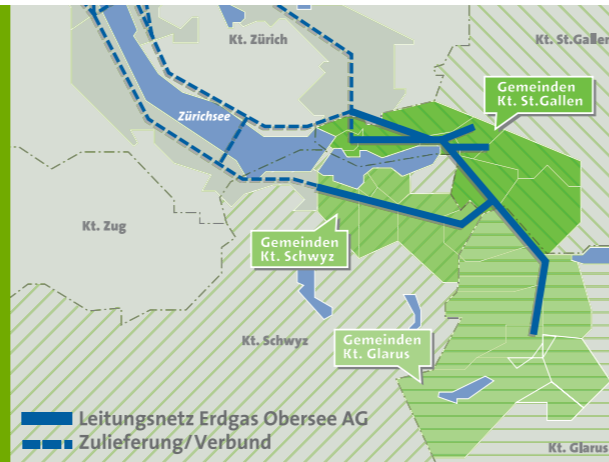 Kt. Zürich
Kt. St.Gallen
Gemeinden
Kt. St.Gallen
Zürichsee
Kt. Zug
Gemeinden
Kt. Schwyz
Kt. Schwyz
Gemeinden
Kt. Glarus
Leitungsnetz Erdgas Obersee AG
Zulieferung/Verbund
Kt. Glarus